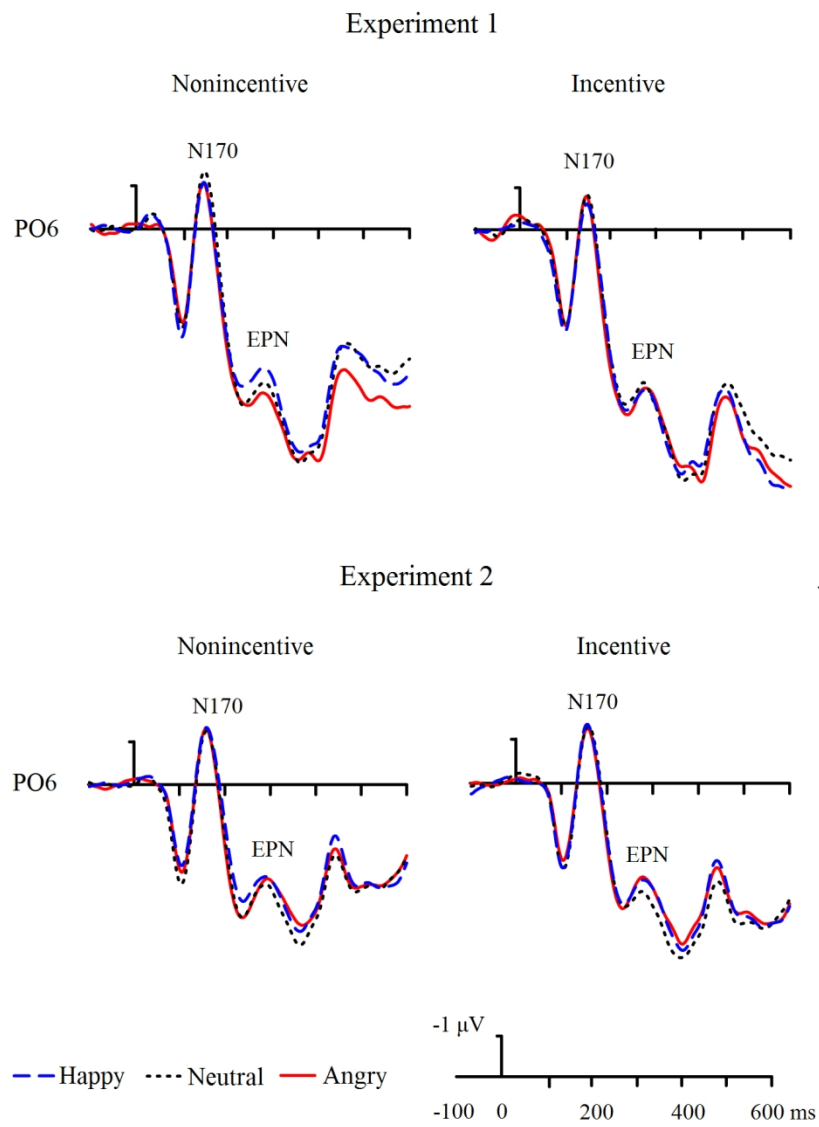 Experiment 1
Nonincentive Incentive
N170 N170
PO6
EPN EPN
Experiment 2
Nonincentive Incentive
N170 N170
PO6
EPN EPN
-1 µV
Happy Neutral Angry
-100 0 200 400 600 ms